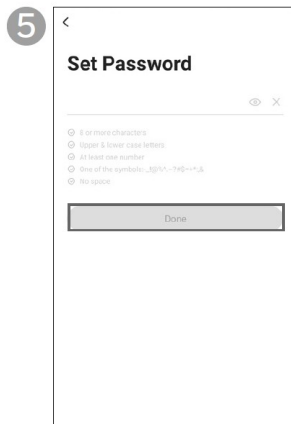 5
Set Password
8 or more characters
Upper & lower case letters
At least one number
One of the symbols:
No space
Done